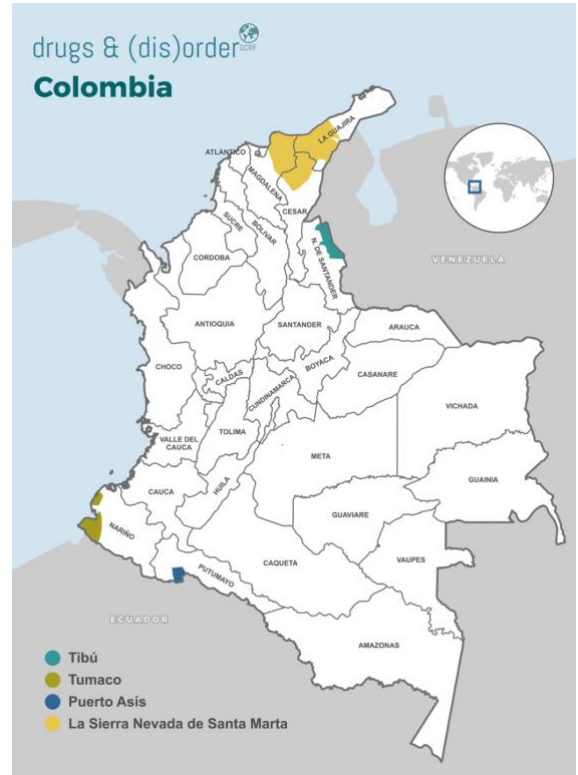 drugs & (dis)order
GCRF
Colombia
LA GUAJIRA
ATLANTICO
MAGDALENA
CESAR
SUCRE
BOLIVAR
N. DE SANTANDER
VENEZUELA
CORDOBA
ANTIOQUIA
SANTANDER
ARAUCA
CHOCO
CALDAS
BOYACA
CASANARE
CUNDINAMARCA
VICHADA
TOLIMA
VALLE DEL
CAUCA
META
GUAINIA
CAUCA
HUILA
GUAVIARE
NARIÑO
CAQUETA
VAUPES
PUTUMAYO
ECUADOR
AMAZONAS
Tibú
Tumaco
Puerto Asís
La Sierra Nevada de Santa Marta